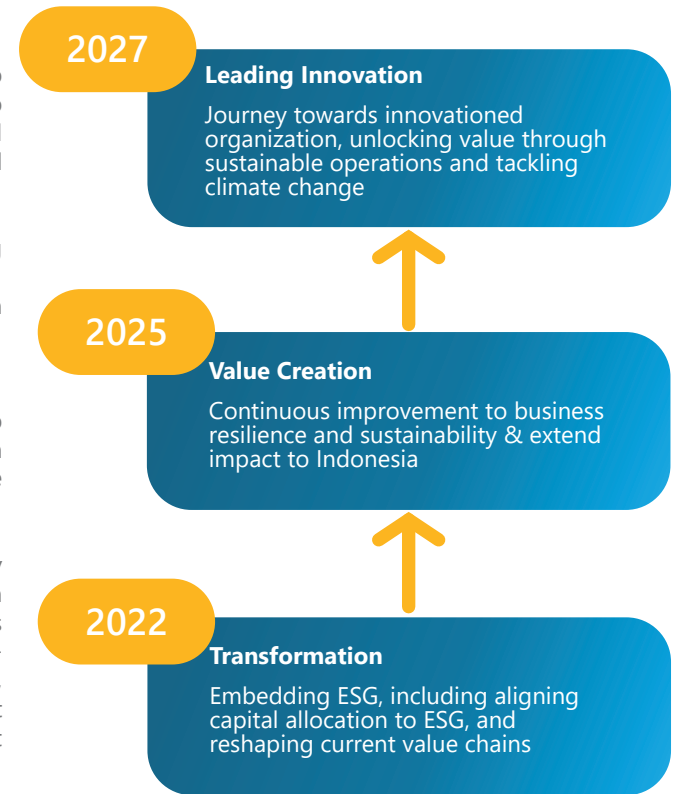 2027
Leading Innovation
Journey towards innovationed
organization, unlocking value through
sustainable operations and tackling
climate change
2025
Value Creation
Continuous improvement to business
resilience and sustainability & extend
impact to Indonesia
2022
Transformation
Embedding ESG, including aligning
capital allocation to ESG, and
reshaping current value chains